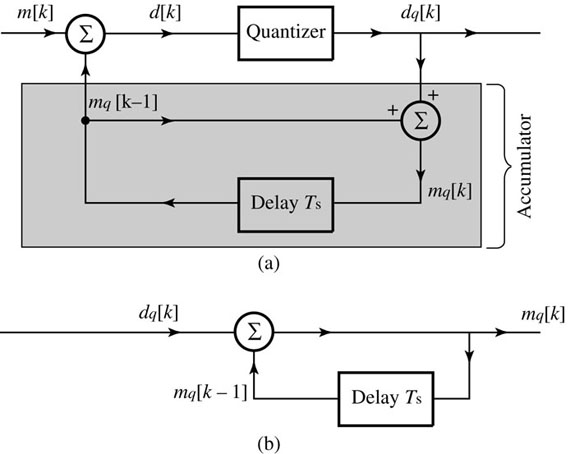 m[k] Σ d[k] Quantizer dq[k]
+
mq [k–1] + Σ
mq[k]
Delay Ts
Accumulator
(a)
dq[k] Σ mq[k]
mq[k – 1] Delay Ts
(b)